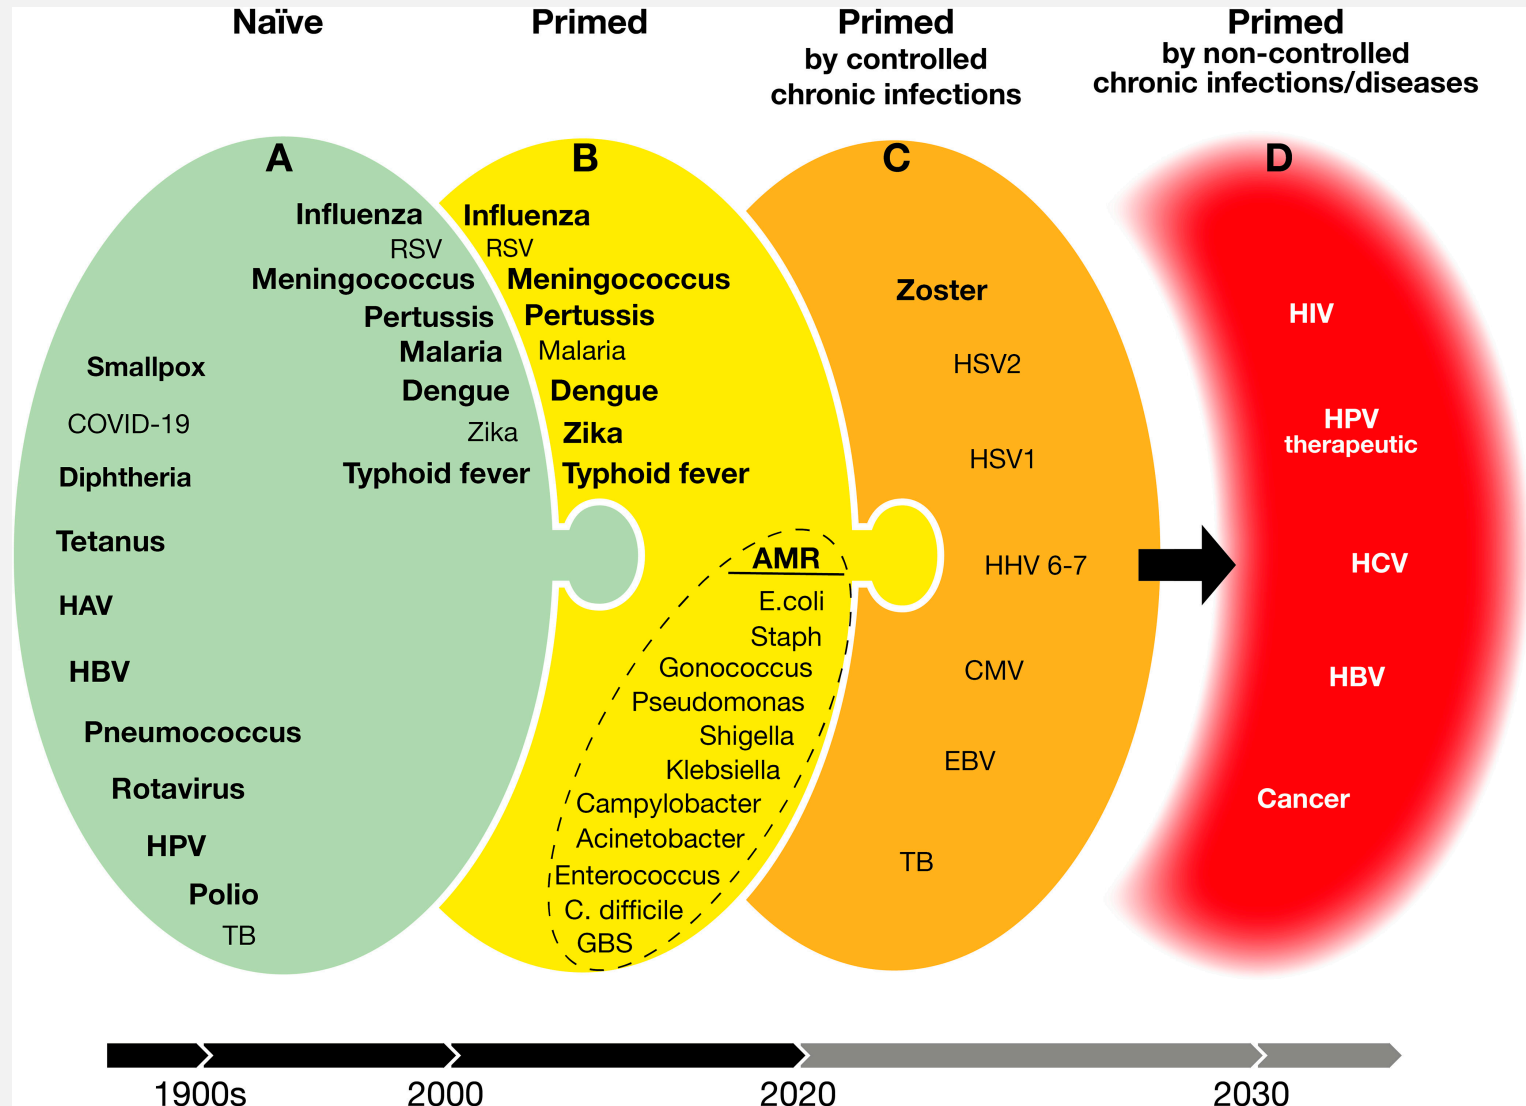 Naïve
Primed
Primed
by controlled
chronic infections
Primed
by non-controlled
chronic infections/diseases
A
Influenza
RSV
Meningococcus
Pertussis
Malaria
Dengue
Zika
Typhoid fever
Smallpox
COVID-19
Diphtheria
Tetanus
HAV
HBV
Pneumococcus
Rotavirus
HPV
Polio
TB
B
Influenza
RSV
Meningococcus
Pertussis
Malaria
Dengue
Zika
Typhoid fever
AMR
E.coli
Staph
Gonococcus
Pseudomonas
Shigella
Klebsiella
Campylobacter
Acinetobacter
Enterococcus
C. difficile
GBS
C
Zoster
HSV2
HSV1
HHV 6-7
CMV
EBV
TB
D
HIV
HPV
therapeutic
HCV
HBV
Cancer
1900s
2000
2020
2030